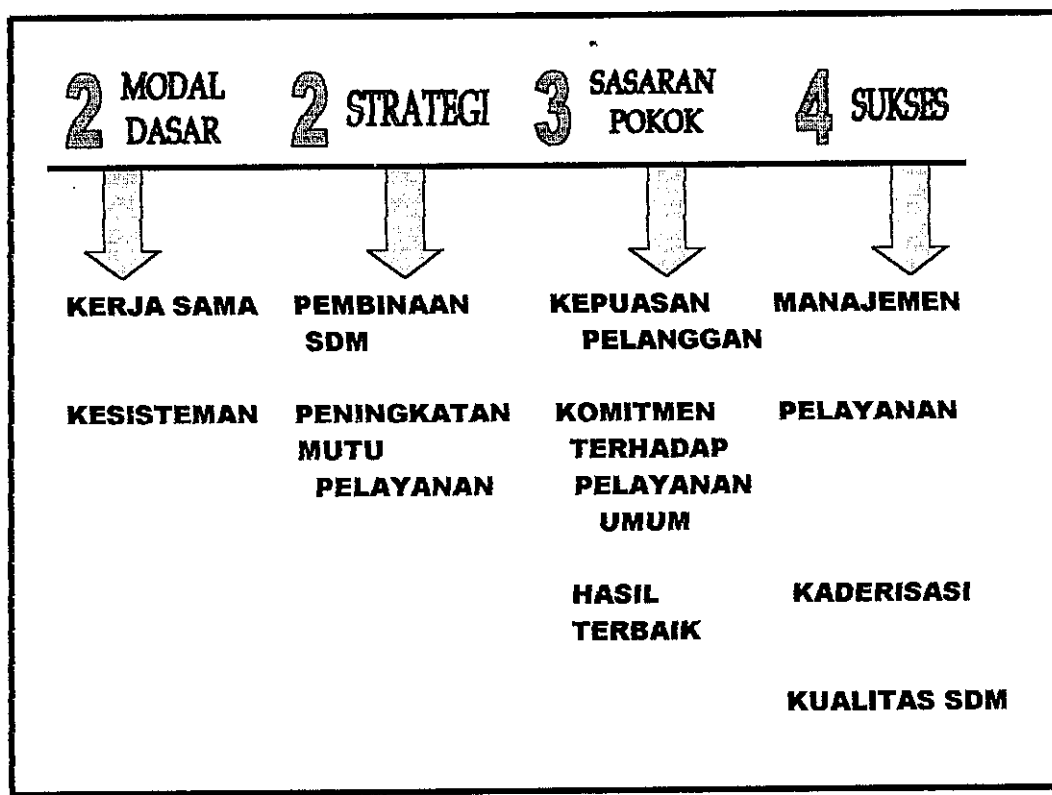 2 MODAL DASAR
2 STRATEGI
3 SASARAN POKOK
4 SUKSES
KERJA SAMA
KESISTEMAN
PEMBINAAN
SDM
PENINGKATAN
MUTU
PELAYANAN
KEPUASAN
PELANGGAN
KOMITMEN
TERHADAP
PELAYANAN
UMUM
HASIL
TERBAIK
MANAJEMEN
PELAYANAN
KADERISASI
KUALITAS SDM